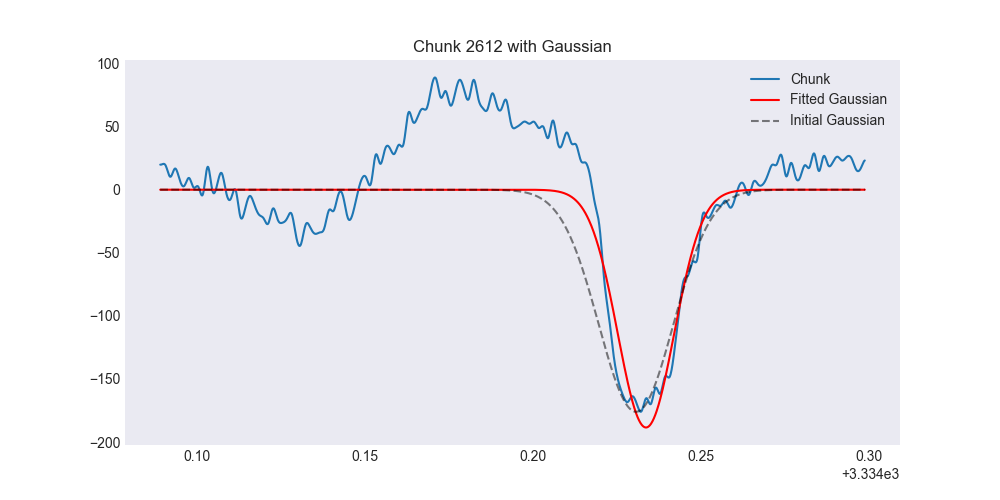 Chunk 2612 with Gaussian
100
50
0
−50
−100
−150
−200
Chunk
Fitted Gaussian
Initial Gaussian
0.10 0.15 0.20 0.25 0.30
+3.334e3